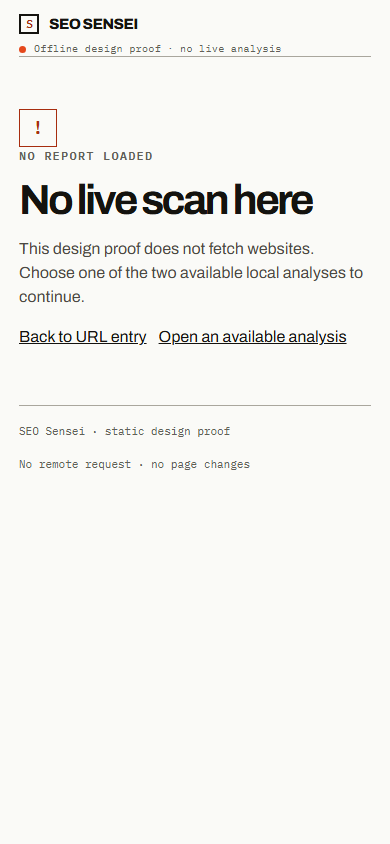 S SEO SENSEI
Offline design proof · no live analysis
!
NO REPORT LOADED
No live scan here
This design proof does not fetch websites.
Choose one of the two available local analyses to
continue.
Back to URL entry Open an available analysis
SEO Sensei · static design proof
No remote request · no page changes